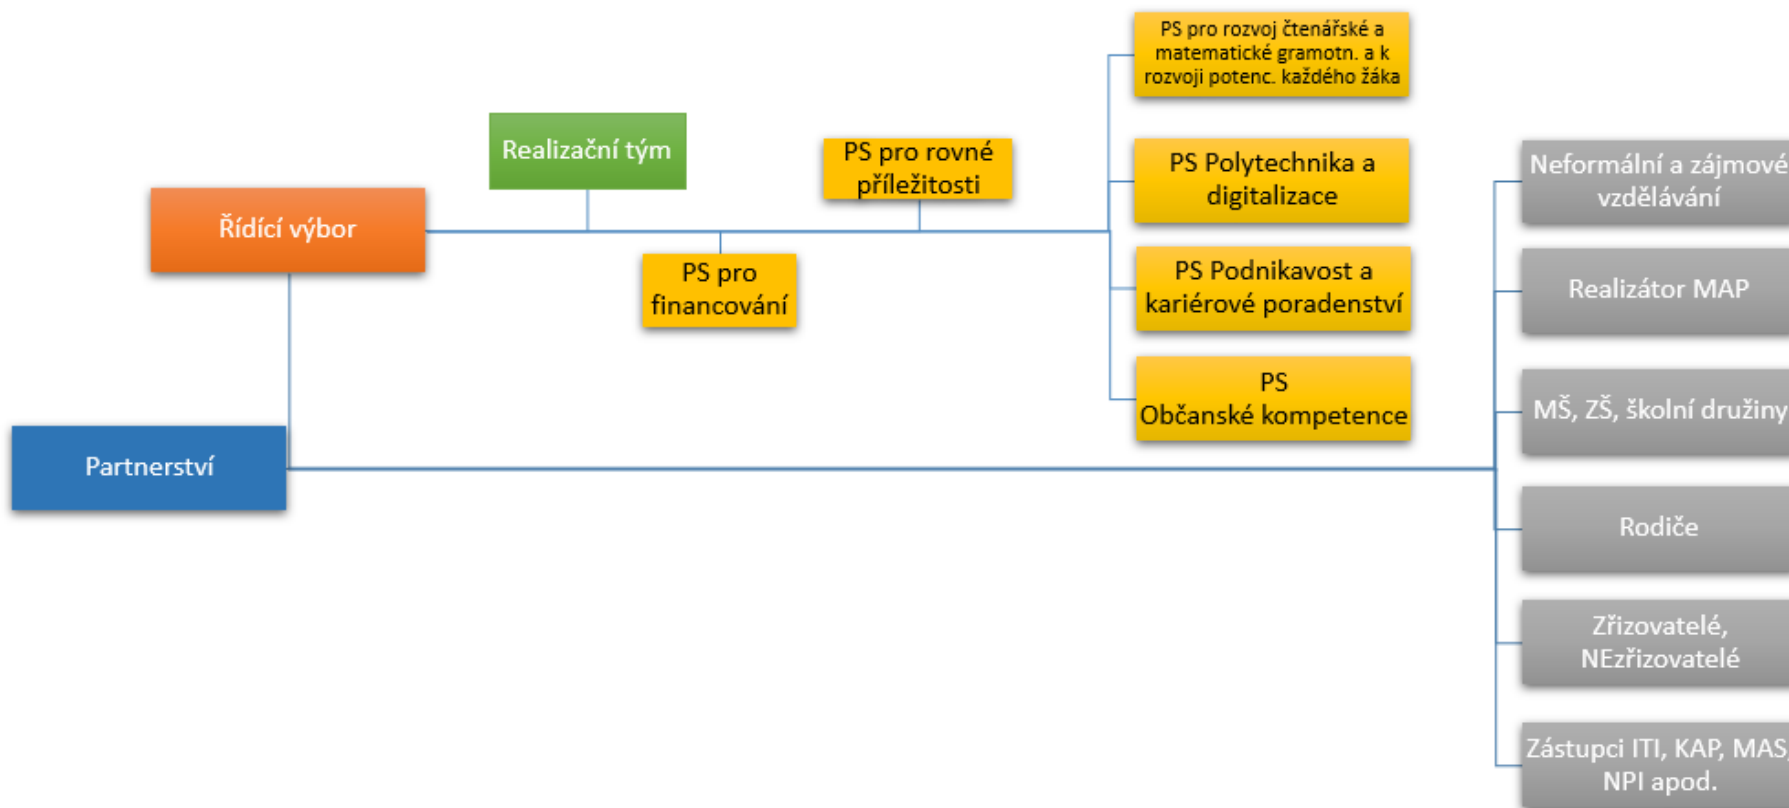 PS pro rozvoj čtenářské a
matematické gramotn. a k
rozvoji potenc. každého žáka
Realizační tým
PS pro rovné
příležitosti
PS Polytechnika a
digitalizace
Neformální a zájmové
vzdělávání
Řídící výbor
PS pro
financování
PS Podnikavost a
kariérové poradenství
Realizátor MAP
PS
Občanské kompetence
MŠ, ZŠ, školní družiny
Partnerství
Rodiče
Zřizovatelé,
NEzřizovatelé
Zástupci ITI, KAP, MAS,
NPI apod.